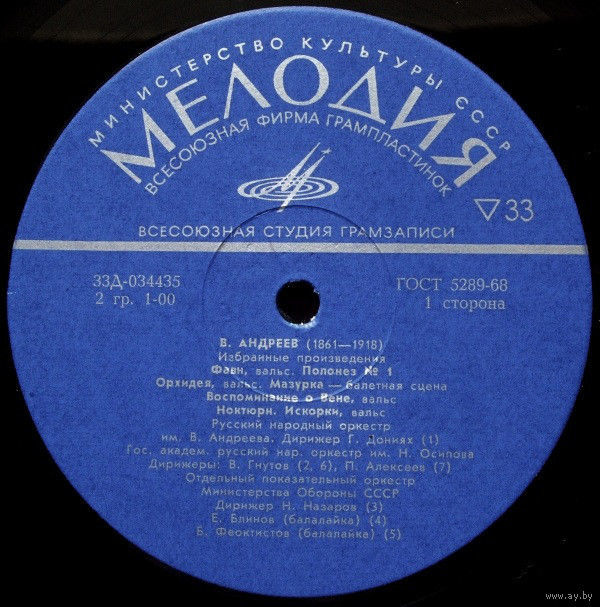 МИНИСТЕРСТВО КУЛЬТУРЫ СССР
МЕЛОДИЯ
ВСЕСОЮЗНАЯ ФИРМА ГРАМПЛАСТИНОК
▽33
ВСЕСОЮЗНАЯ СТУДИЯ ГРАМЗАПИСИ
33Д-034435
ГОСТ 5289-68
2 гр. 1-00
1 сторона
В. АНДРЕЕВ (1861—1918)
Избранные произведения
Фавн, вальс. Полонез № 1
Орхидея, вальс. Мазурка — балетная сцена
Воспоминание о Вене, вальс
Ноктюрн. Искорки, вальс
Русский народный оркестр
им. В. Андреева. Дирижер Г. Дониях (1)
Гос. академ. русский нар. оркестр им. Н. Осипова
Дирижеры: В. Гнутов (2, 6), П. Алексеев (7)
Отдельный показательный оркестр
Министерства Обороны СССР
Дирижер Н. Назаров (3)
Е. Блинов (балалайка) (4)
Б. Феоктистов (балалайка) (5)
www.ay.by